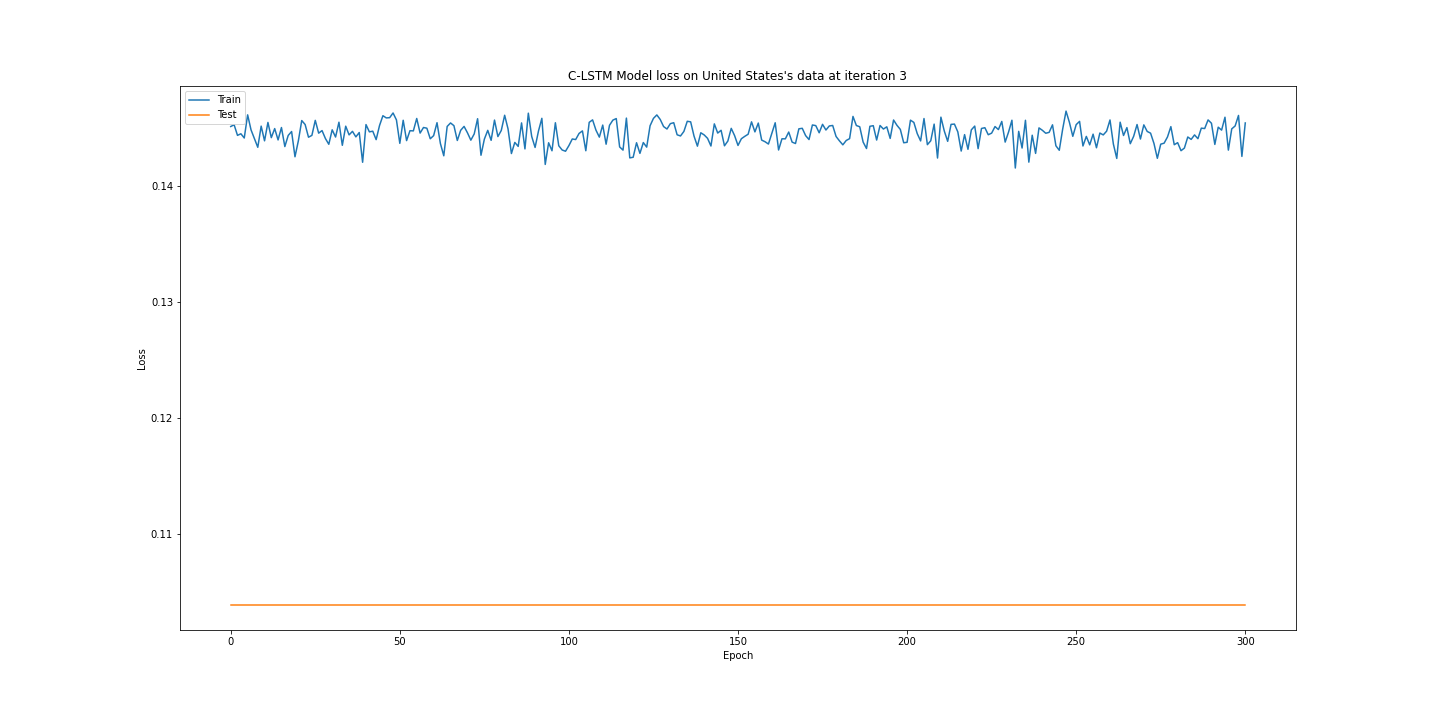 C-LSTM Model loss on United States's data at iteration 3
Train
Test
0.14
0.13
0.12
0.11
Loss
0
50
100
150
200
250
300
Epoch